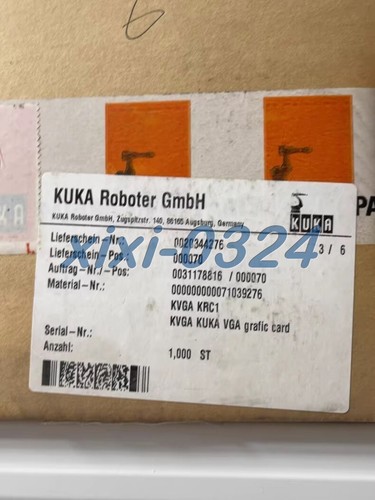 6
KUKA Roboter GmbH
KUKA Roboter GmbH, Zugspitzstr. 140, 86165 Augsburg, Germany
KUKA
Lieferschein-Nr.: 0020344276 3 / 6
Lieferschein-Pos.: 000070
Auftrag-Nr./-Pos: 0031178816 / 000070
Material-Nr.: 000000000071039276
KVGA KRC1
KVGA KUKA VGA grafic card
Serial-Nr.:
Anzahl: 1,000 ST
xixi-0324
PA